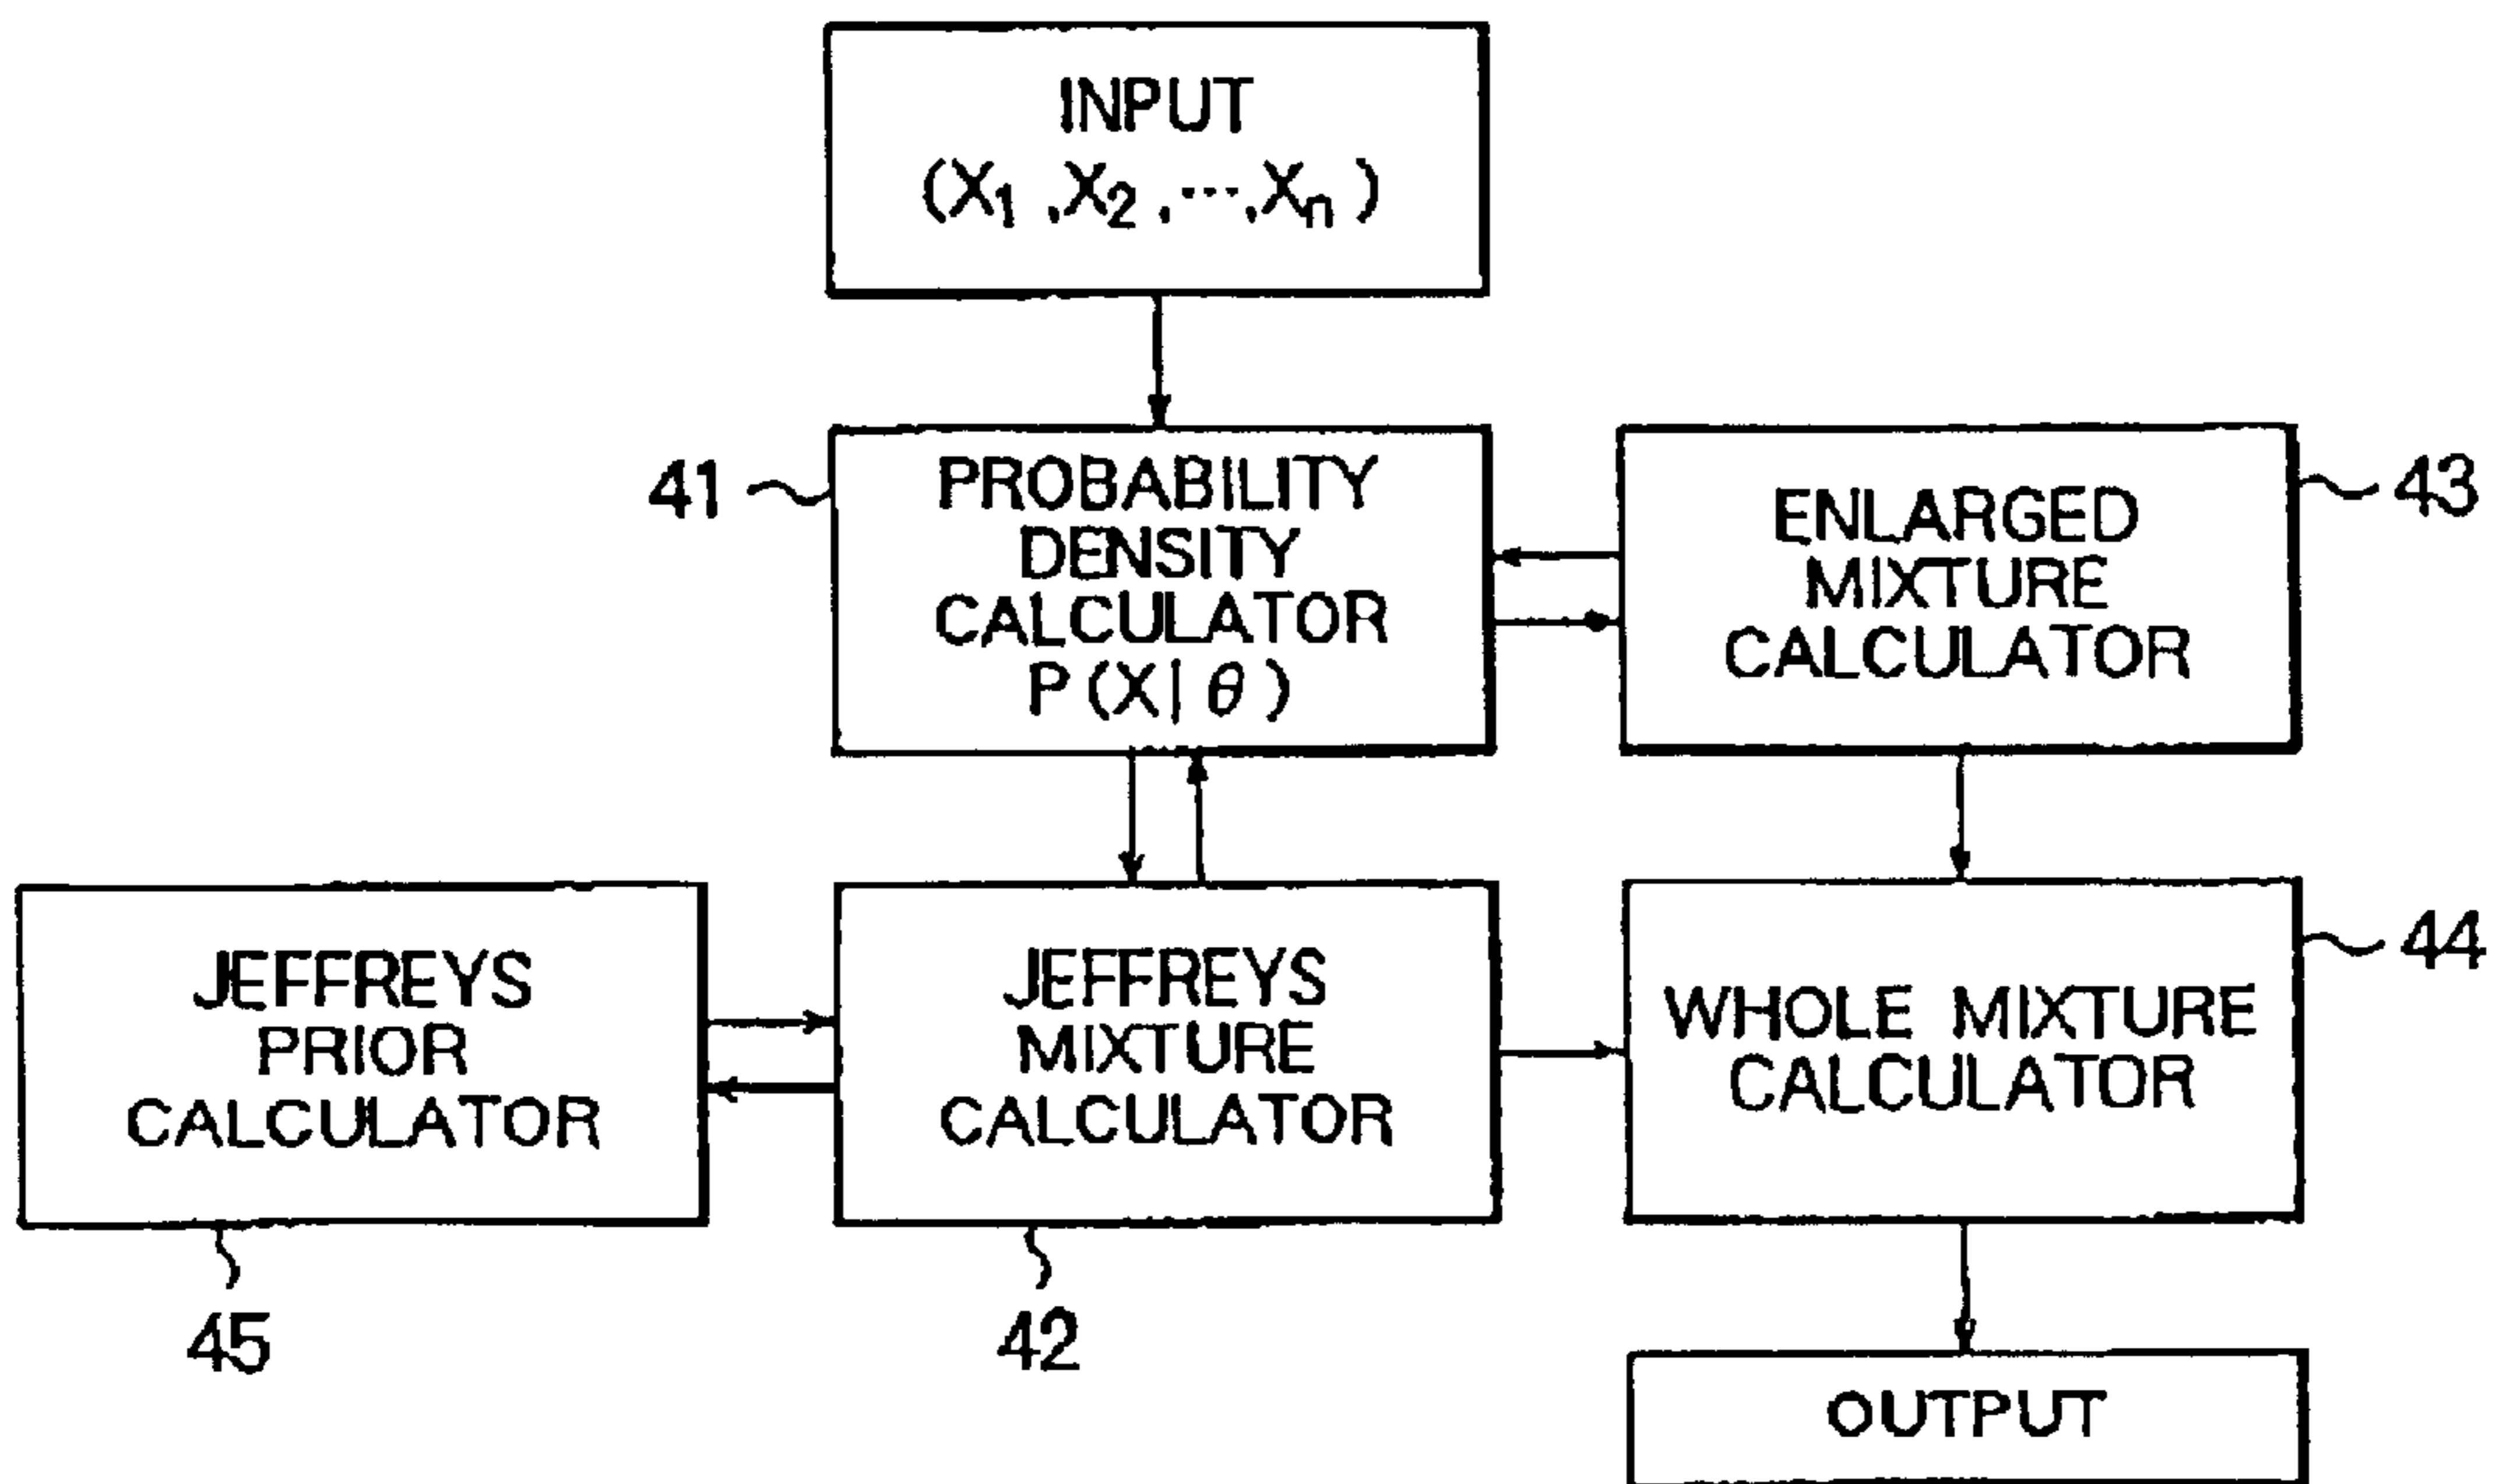 INPUT
(X1 ,X2 ,---,Xn )
41
PROBABILITY
DENSITY
CALCULATOR
P(X| θ )
ENLARGED
MIXTURE
CALCULATOR
43
JEFFREYS
PRIOR
CALCULATOR
45
JEFFREYS
MIXTURE
CALCULATOR
42
WHOLE MIXTURE
CALCULATOR
44
OUTPUT